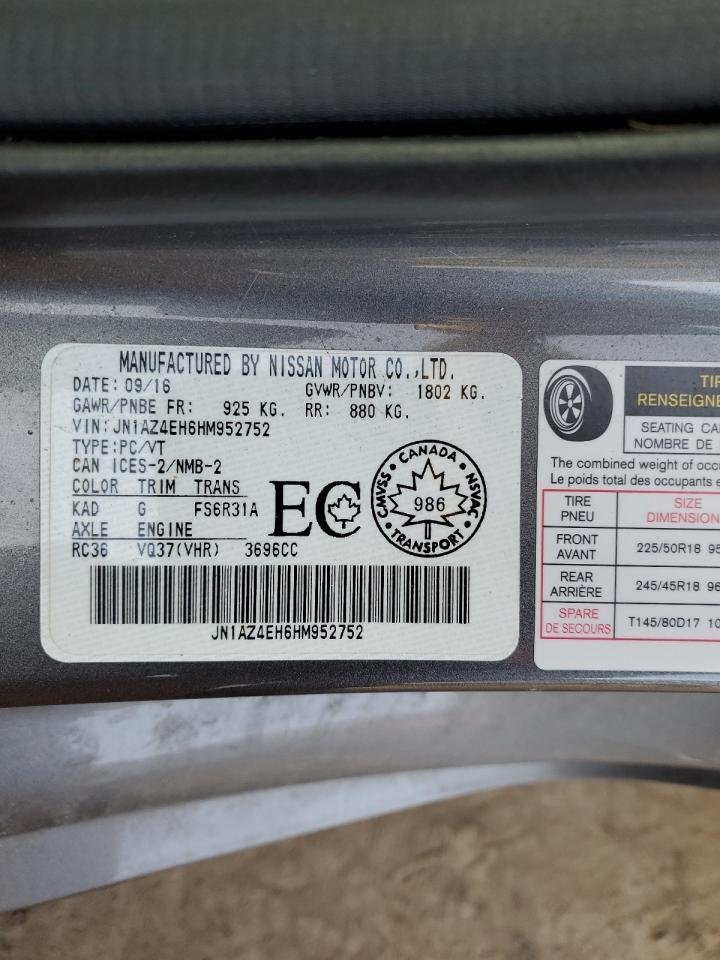 MANUFACTURED BY NISSAN MOTOR CO.,LTD.
DATE: 09/16 GVWR/PNBV: 1802 KG.
GAWR/PNBE FR: 925 KG. RR: 880 KG.
VIN: JN1AZ4EH6HM952752
TYPE:PC/VT
CAN ICES-2/NMB-2
COLOR TRIM TRANS
KAD G FS6R31A
AXLE ENGINE
RC36 VQ37(VHR) 3696CC
EC
CANADA
CMVSS 986 NSVAC
TRANSPORT
JN1AZ4EH6HM952752
TIR
RENSEIGNE
SEATING CA
NOMBRE DE
The combined weight of occu
Le poids total des occupants e
TIRE PNEU
SIZE
DIMENSION
FRONT AVANT
225/50R18 95
REAR ARRIÈRE
245/45R18 96
SPARE DE SECOURS
T145/80D17 10